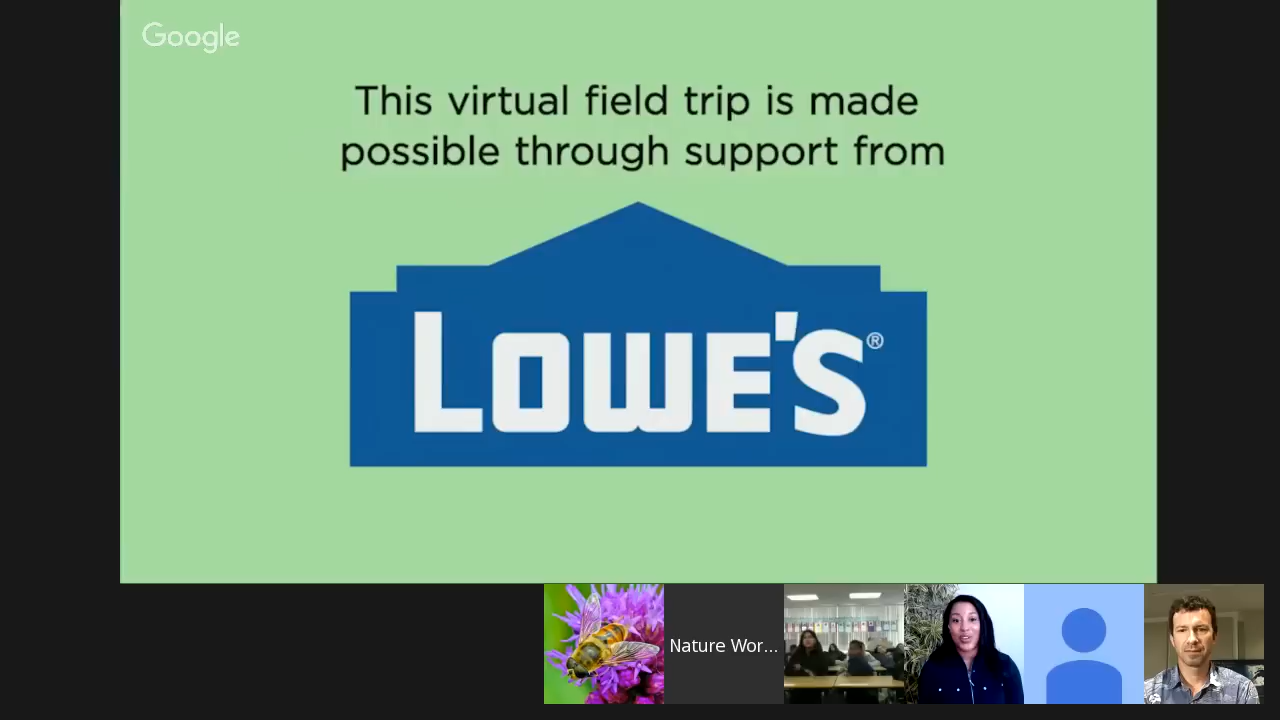 Google
This virtual field trip is made
possible through support from
LOWE'S®
Nature Wor...